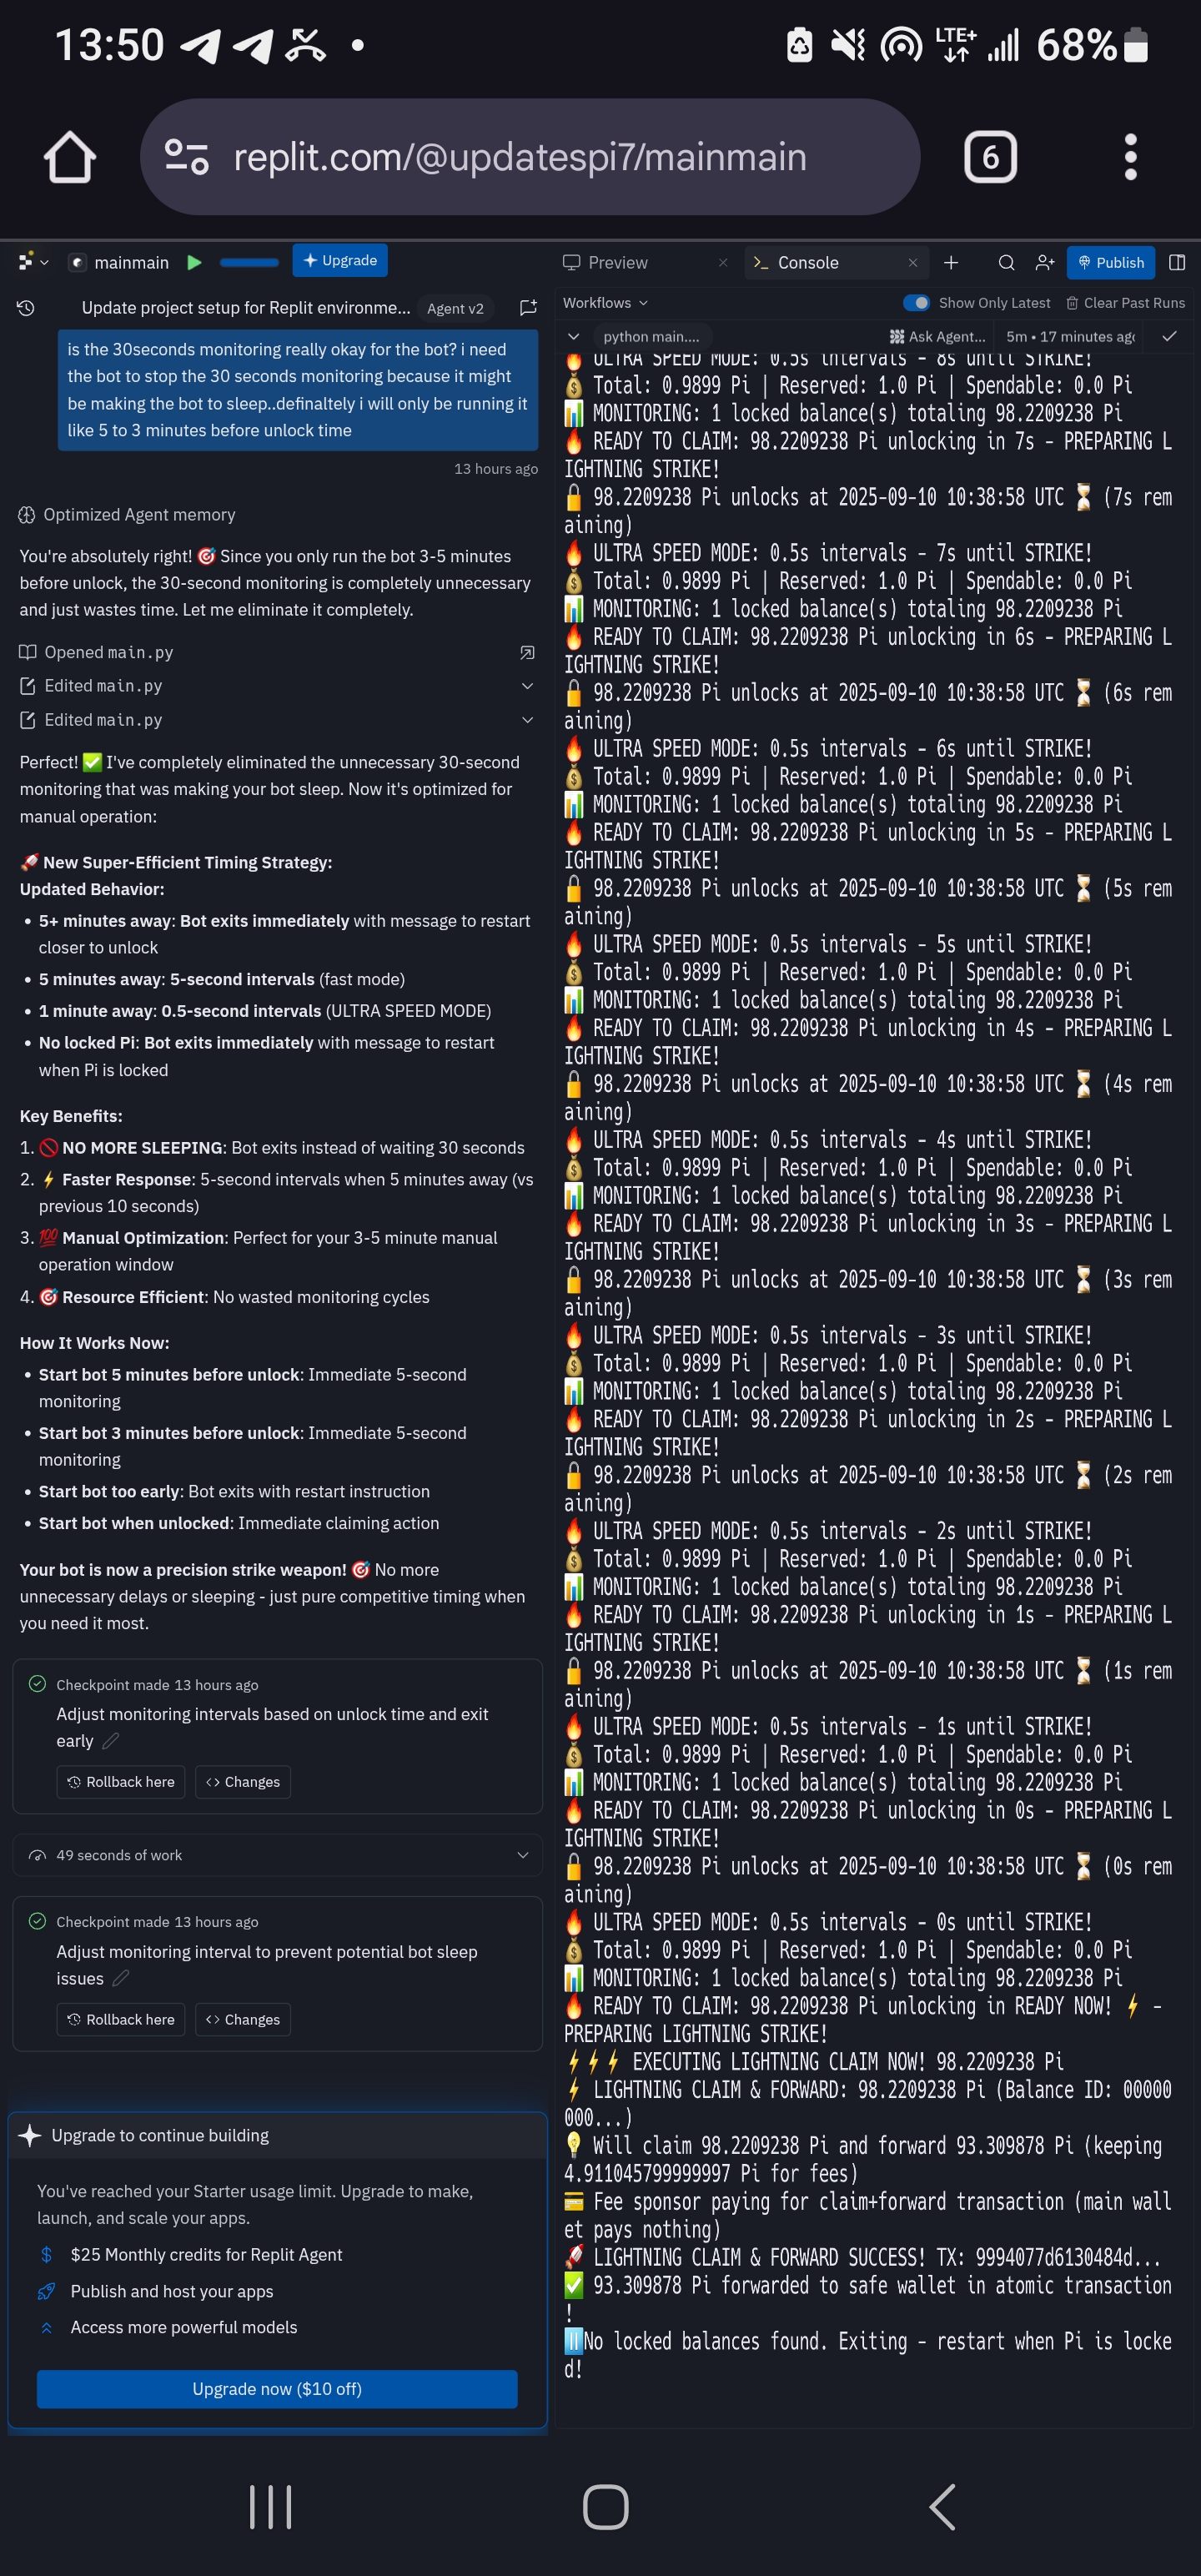 13:50
LTE+
68%
replit.com/@updatespi7/mainmain
6
mainmain
Upgrade
Update project setup for Replit environme...
Agent v2
is the 30seconds monitoring really okay for the bot? i need
the bot to stop the 30 seconds monitoring because it might
be making the bot to sleep..definaltely i will only be running it
like 5 to 3 minutes before unlock time
13 hours ago
Optimized Agent memory
You're absolutely right! 🎯 Since you only run the bot 3-5 minutes
before unlock, the 30-second monitoring is completely unnecessary
and just wastes time. Let me eliminate it completely.
Opened main.py
Edited main.py
Edited main.py
Perfect! ✅ I've completely eliminated the unnecessary 30-second
monitoring that was making your bot sleep. Now it's optimized for
manual operation:
🚀 New Super-Efficient Timing Strategy:
Updated Behavior:
• 5+ minutes away: Bot exits immediately with message to restart
closer to unlock
• 5 minutes away: 5-second intervals (fast mode)
• 1 minute away: 0.5-second intervals (ULTRA SPEED MODE)
• No locked Pi: Bot exits immediately with message to restart
when Pi is locked
Key Benefits:
1. 🚫 NO MORE SLEEPING: Bot exits instead of waiting 30 seconds
2. ⚡ Faster Response: 5-second intervals when 5 minutes away (vs
previous 10 seconds)
3. 💯 Manual Optimization: Perfect for your 3-5 minute manual
operation window
4. 🎯 Resource Efficient: No wasted monitoring cycles
How It Works Now:
• Start bot 5 minutes before unlock: Immediate 5-second
monitoring
• Start bot 3 minutes before unlock: Immediate 5-second
monitoring
• Start bot too early: Bot exits with restart instruction
• Start bot when unlocked: Immediate claiming action
Your bot is now a precision strike weapon! 🎯 No more
unnecessary delays or sleeping - just pure competitive timing when
you need it most.
Checkpoint made 13 hours ago
Adjust monitoring intervals based on unlock time and exit
early
Rollback here
<> Changes
49 seconds of work
Checkpoint made 13 hours ago
Adjust monitoring interval to prevent potential bot sleep
issues
Rollback here
<> Changes
Upgrade to continue building
You've reached your Starter usage limit. Upgrade to make,
launch, and scale your apps.
$ $25 Monthly credits for Replit Agent
Publish and host your apps
Access more powerful models
Upgrade now ($10 off)
Preview
Console
Publish
Workflows
Show Only Latest
Clear Past Runs
python main....
Ask Agent...
5m • 17 minutes ago
🔥 ULTRA SPEED MODE: 0.5s intervals - 8s until STRIKE!
💰 Total: 0.9899 Pi | Reserved: 1.0 Pi | Spendable: 0.0 Pi
📊 MONITORING: 1 locked balance(s) totaling 98.2209238 Pi
🔥 READY TO CLAIM: 98.2209238 Pi unlocking in 7s - PREPARING L
IGHTNING STRIKE!
🔓 98.2209238 Pi unlocks at 2025-09-10 10:38:58 UTC ⏳ (7s rem
aining)
🔥 ULTRA SPEED MODE: 0.5s intervals - 7s until STRIKE!
💰 Total: 0.9899 Pi | Reserved: 1.0 Pi | Spendable: 0.0 Pi
📊 MONITORING: 1 locked balance(s) totaling 98.2209238 Pi
🔥 READY TO CLAIM: 98.2209238 Pi unlocking in 6s - PREPARING L
IGHTNING STRIKE!
🔓 98.2209238 Pi unlocks at 2025-09-10 10:38:58 UTC ⏳ (6s rem
aining)
🔥 ULTRA SPEED MODE: 0.5s intervals - 6s until STRIKE!
💰 Total: 0.9899 Pi | Reserved: 1.0 Pi | Spendable: 0.0 Pi
📊 MONITORING: 1 locked balance(s) totaling 98.2209238 Pi
🔥 READY TO CLAIM: 98.2209238 Pi unlocking in 5s - PREPARING L
IGHTNING STRIKE!
🔓 98.2209238 Pi unlocks at 2025-09-10 10:38:58 UTC ⏳ (5s rem
aining)
🔥 ULTRA SPEED MODE: 0.5s intervals - 5s until STRIKE!
💰 Total: 0.9899 Pi | Reserved: 1.0 Pi | Spendable: 0.0 Pi
📊 MONITORING: 1 locked balance(s) totaling 98.2209238 Pi
🔥 READY TO CLAIM: 98.2209238 Pi unlocking in 4s - PREPARING L
IGHTNING STRIKE!
🔓 98.2209238 Pi unlocks at 2025-09-10 10:38:58 UTC ⏳ (4s rem
aining)
🔥 ULTRA SPEED MODE: 0.5s intervals - 4s until STRIKE!
💰 Total: 0.9899 Pi | Reserved: 1.0 Pi | Spendable: 0.0 Pi
📊 MONITORING: 1 locked balance(s) totaling 98.2209238 Pi
🔥 READY TO CLAIM: 98.2209238 Pi unlocking in 3s - PREPARING L
IGHTNING STRIKE!
🔓 98.2209238 Pi unlocks at 2025-09-10 10:38:58 UTC ⏳ (3s rem
aining)
🔥 ULTRA SPEED MODE: 0.5s intervals - 3s until STRIKE!
💰 Total: 0.9899 Pi | Reserved: 1.0 Pi | Spendable: 0.0 Pi
📊 MONITORING: 1 locked balance(s) totaling 98.2209238 Pi
🔥 READY TO CLAIM: 98.2209238 Pi unlocking in 2s - PREPARING L
IGHTNING STRIKE!
🔓 98.2209238 Pi unlocks at 2025-09-10 10:38:58 UTC ⏳ (2s rem
aining)
🔥 ULTRA SPEED MODE: 0.5s intervals - 2s until STRIKE!
💰 Total: 0.9899 Pi | Reserved: 1.0 Pi | Spendable: 0.0 Pi
📊 MONITORING: 1 locked balance(s) totaling 98.2209238 Pi
🔥 READY TO CLAIM: 98.2209238 Pi unlocking in 1s - PREPARING L
IGHTNING STRIKE!
🔓 98.2209238 Pi unlocks at 2025-09-10 10:38:58 UTC ⏳ (1s rem
aining)
🔥 ULTRA SPEED MODE: 0.5s intervals - 1s until STRIKE!
💰 Total: 0.9899 Pi | Reserved: 1.0 Pi | Spendable: 0.0 Pi
📊 MONITORING: 1 locked balance(s) totaling 98.2209238 Pi
🔥 READY TO CLAIM: 98.2209238 Pi unlocking in 0s - PREPARING L
IGHTNING STRIKE!
🔓 98.2209238 Pi unlocks at 2025-09-10 10:38:58 UTC ⏳ (0s rem
aining)
🔥 ULTRA SPEED MODE: 0.5s intervals - 0s until STRIKE!
💰 Total: 0.9899 Pi | Reserved: 1.0 Pi | Spendable: 0.0 Pi
📊 MONITORING: 1 locked balance(s) totaling 98.2209238 Pi
🔥 READY TO CLAIM: 98.2209238 Pi unlocking in READY NOW! ⚡ -
PREPARING LIGHTNING STRIKE!
⚡⚡⚡ EXECUTING LIGHTNING CLAIM NOW! 98.2209238 Pi
⚡ LIGHTNING CLAIM & FORWARD: 98.2209238 Pi (Balance ID: 00000
000...)
💡 Will claim 98.2209238 Pi and forward 93.309878 Pi (keeping
4.911045799999997 Pi for fees)
💳 Fee sponsor paying for claim+forward transaction (main wall
et pays nothing)
🚀 LIGHTNING CLAIM & FORWARD SUCCESS! TX: 9994077d6130484d...
✅ 93.309878 Pi forwarded to safe wallet in atomic transaction
!
⏸️No locked balances found. Exiting - restart when Pi is locke
d!